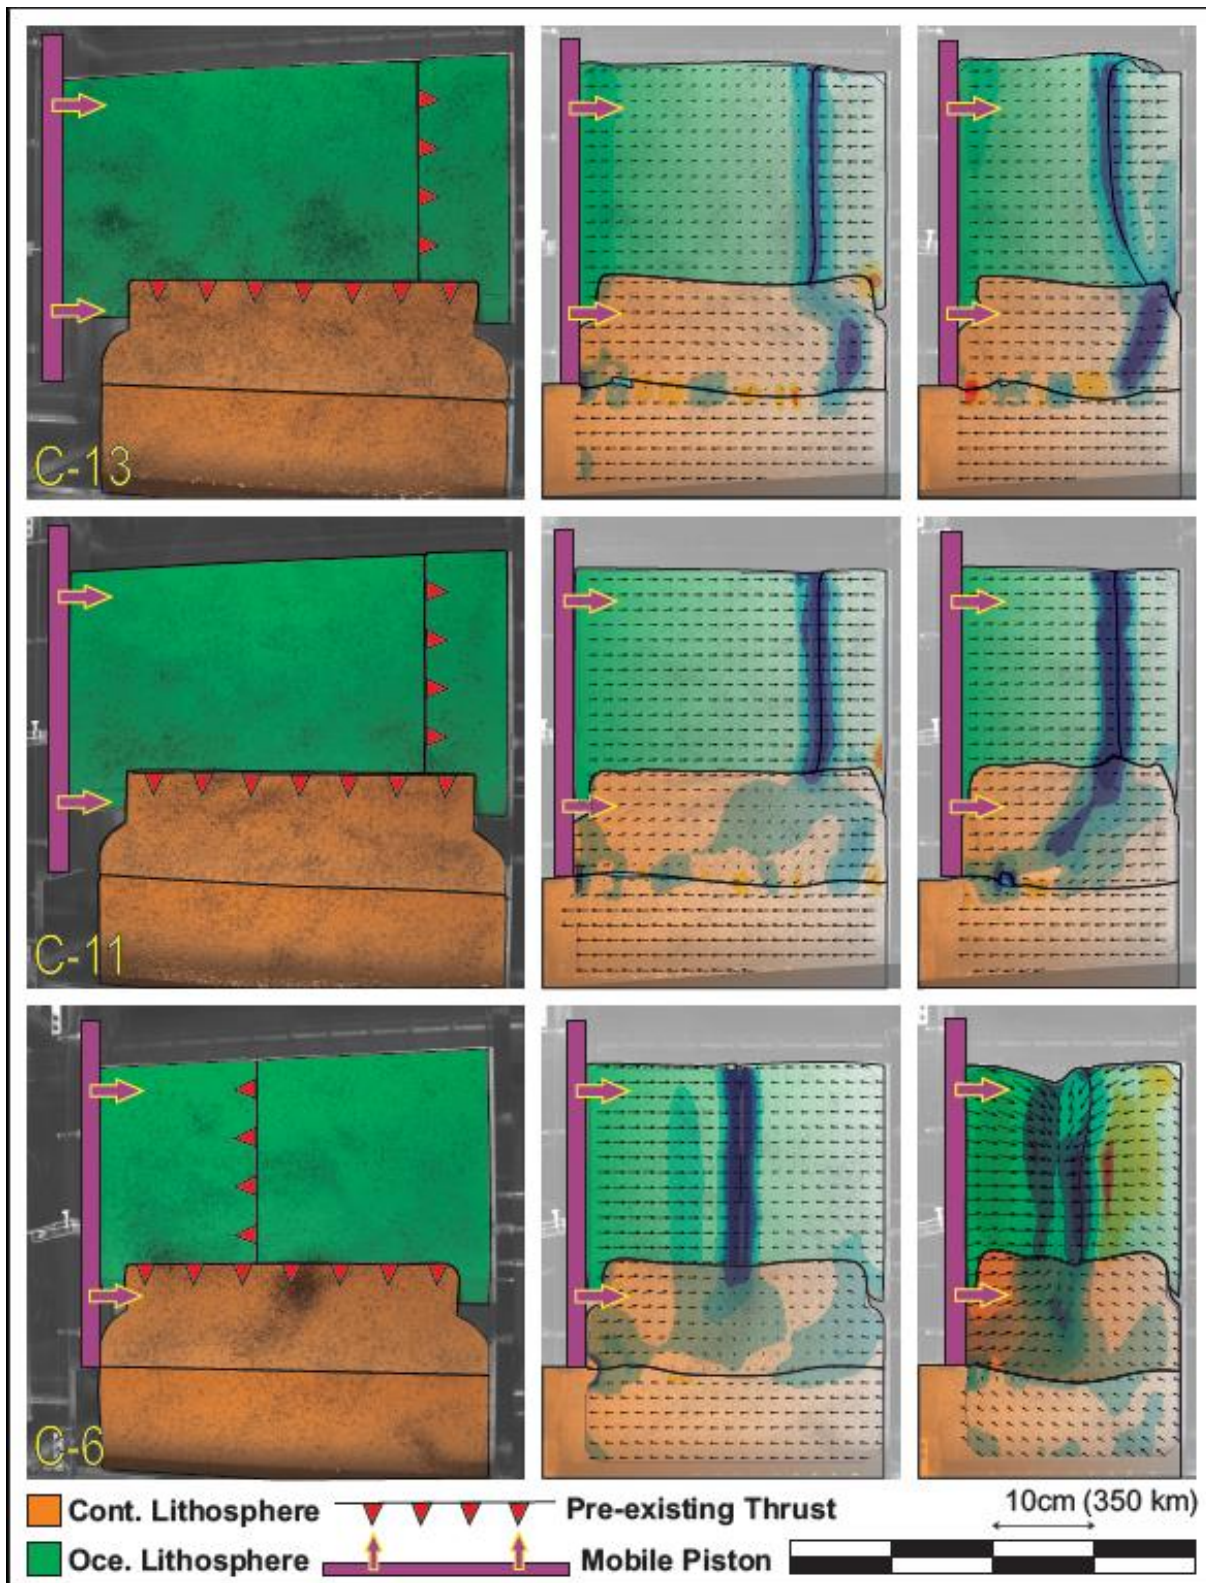 C-13
C-11
C-6
Cont. Lithosphere
Pre-existing Thrust
10cm (350 km)
Oce. Lithosphere
Mobile Piston